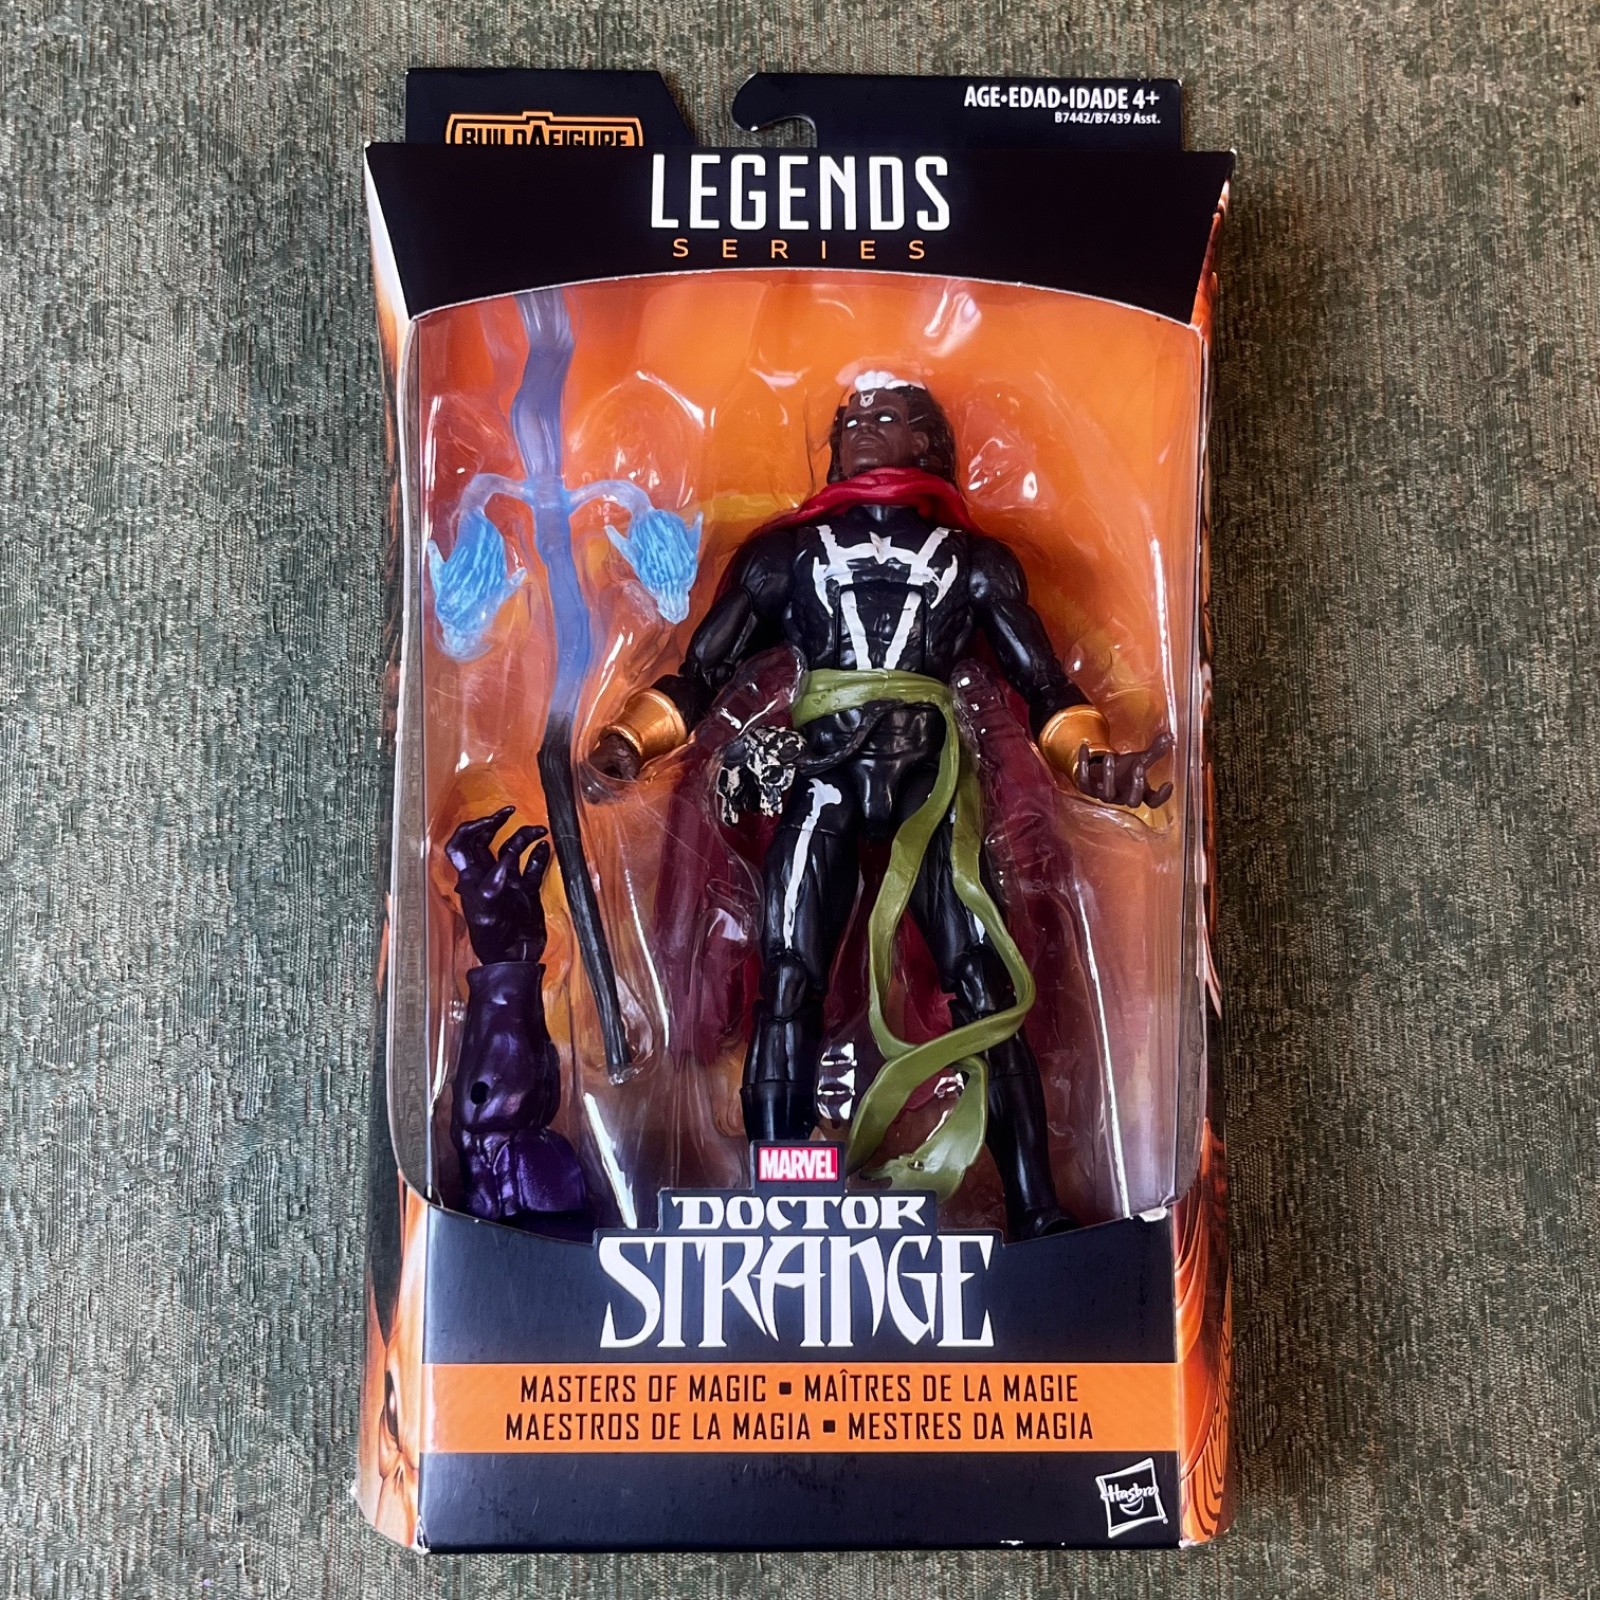 AGE•EDAD•IDADE 4+
B7442/B7439 Asst.
BUILD A FIGURE
LEGENDS
SERIES
MARVEL
DOCTOR
STRANGE
MASTERS OF MAGIC ▪ MAÎTRES DE LA MAGIE
MAESTROS DE LA MAGIA ▪ MESTRES DA MAGIA
Hasbro